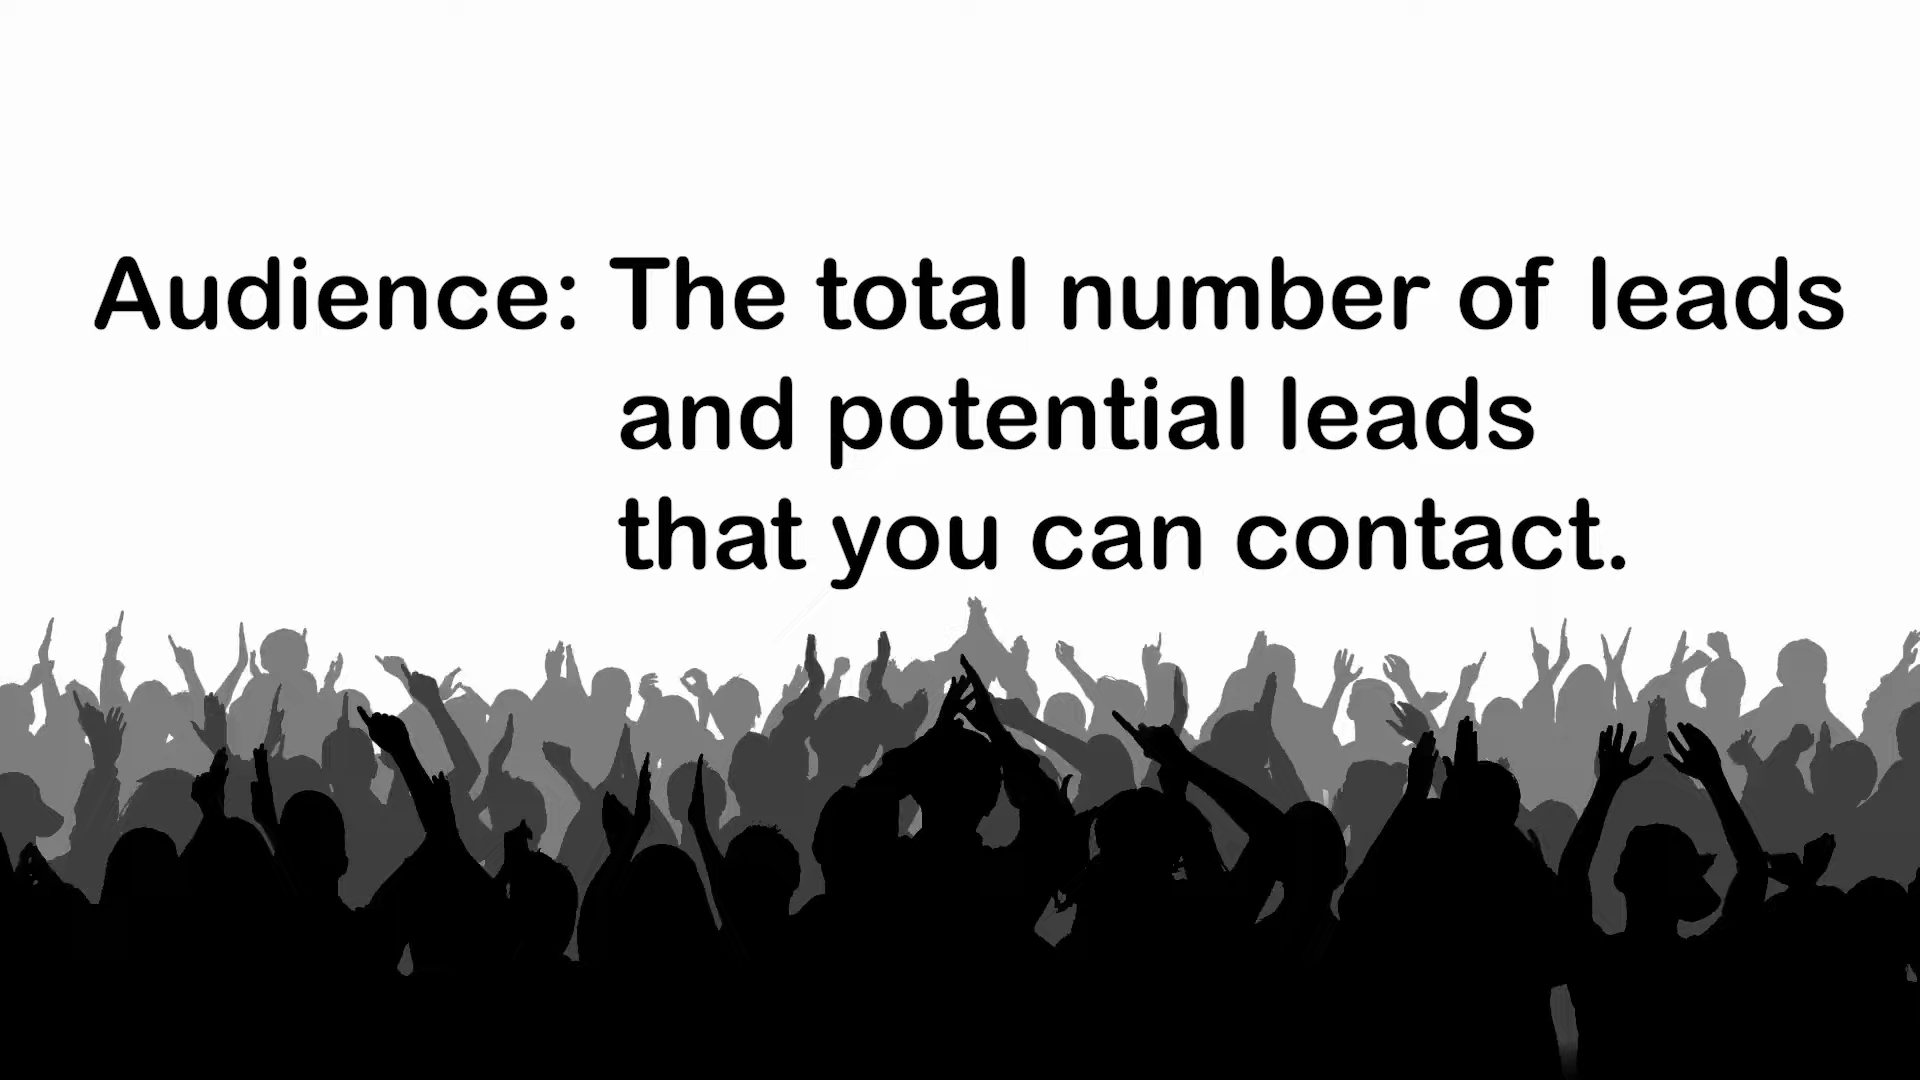 Audience: The total number of leads
and potential leads
that you can contact.